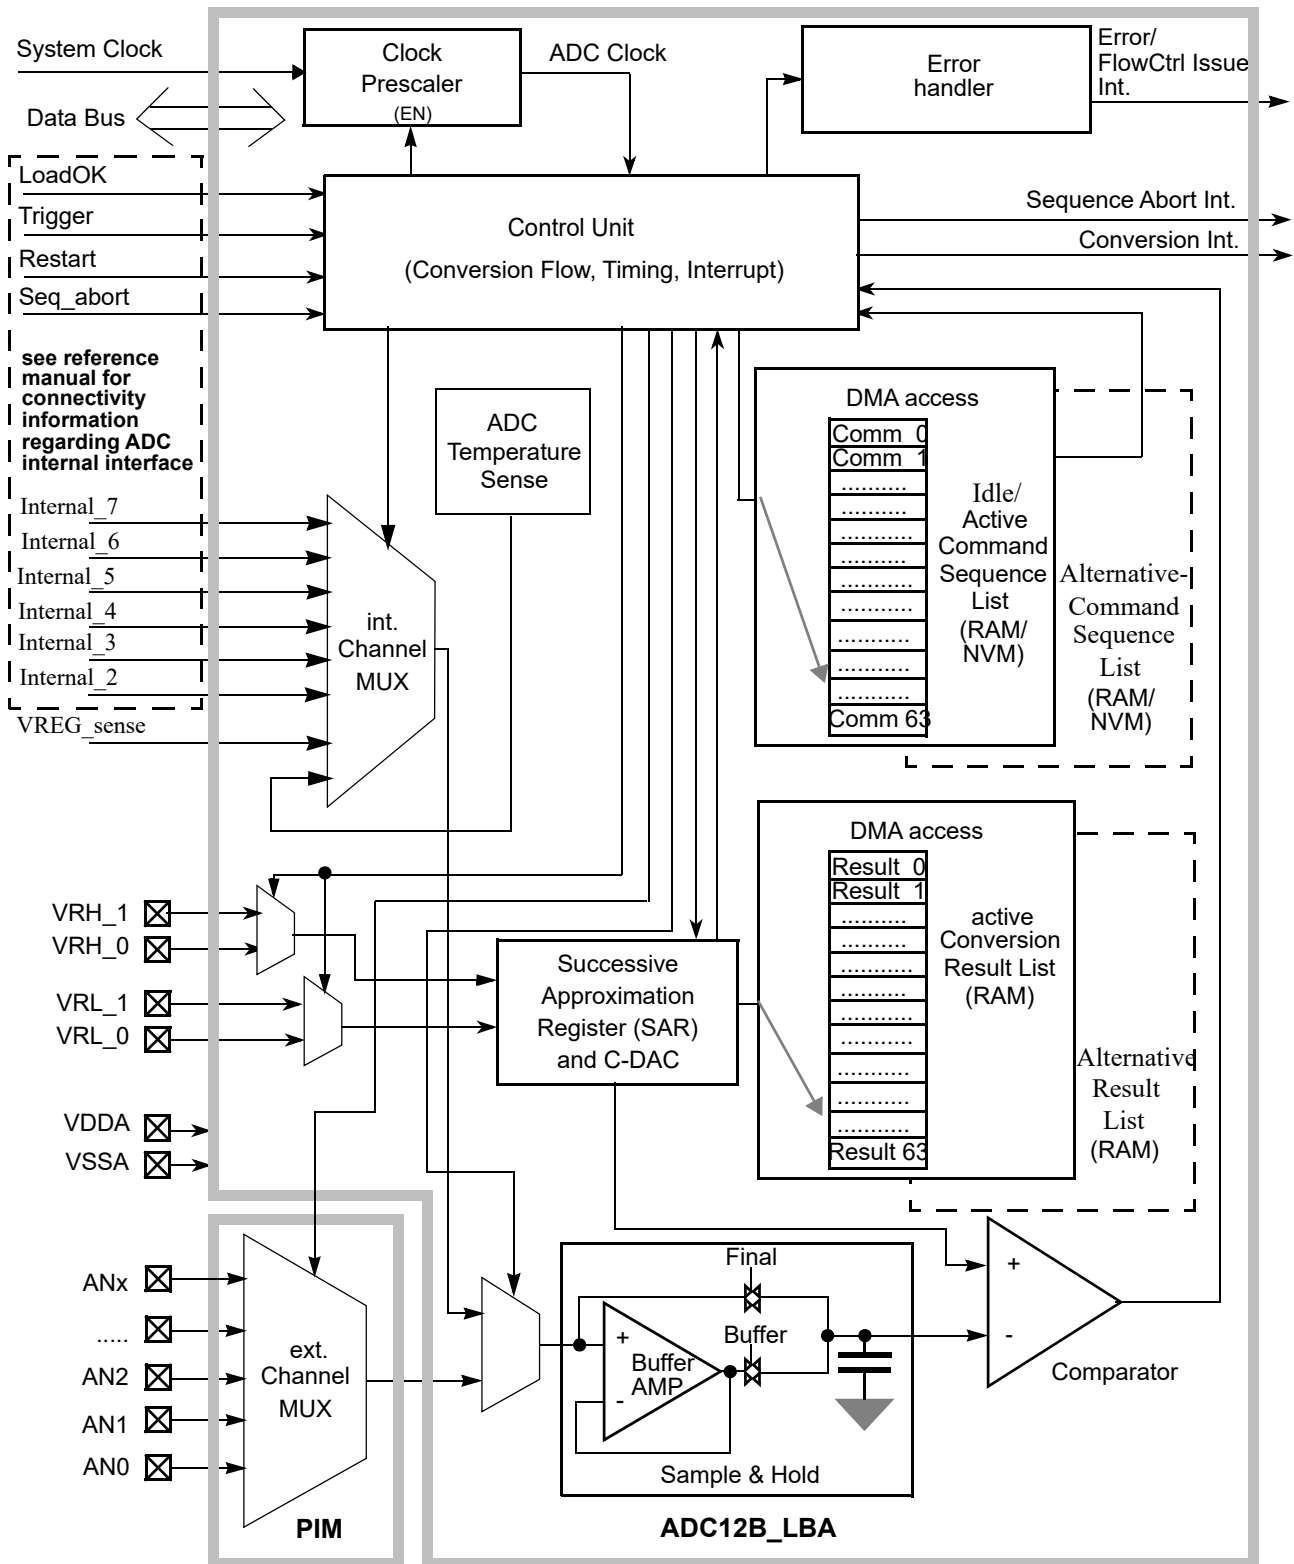 System Clock
Clock
Prescaler
(EN)
ADC Clock
Error
handler
Error/
FlowCtrl Issue
Int.
Data Bus
LoadOK
Trigger
Restart
Seq_abort
Control Unit
(Conversion Flow, Timing, Interrupt)
Sequence Abort Int.
Conversion Int.
see reference
manual for
connectivity
information
regarding ADC
internal interface
Internal_7
Internal_6
Internal_5
Internal_4
Internal_3
Internal_2
VREG_sense
ADC
Temperature
Sense
int.
Channel
MUX
DMA access
Comm 0
Comm 1
..........
..........
...........
..........
...........
...........
...........
...........
...........
Comm 63
Idle/
Active
Command
Sequence
List
(RAM/
NVM)
Alternative-
Command
Sequence
List
(RAM/
NVM)
DMA access
Result 0
Result 1
..........
...........
...........
...........
...........
...........
...........
...........
...........
Result 63
active
Conversion
Result List
(RAM)
Alternative
Result
List
(RAM)
VRH_1
VRH_0
VRL_1
VRL_0
VDDA
VSSA
Successive
Approximation
Register (SAR)
and C-DAC
ANx
.....
AN2
AN1
AN0
ext.
Channel
MUX
PIM
Final
Buffer
+
Buffer
AMP
-
Sample & Hold
+
-
Comparator
ADC12B_LBA